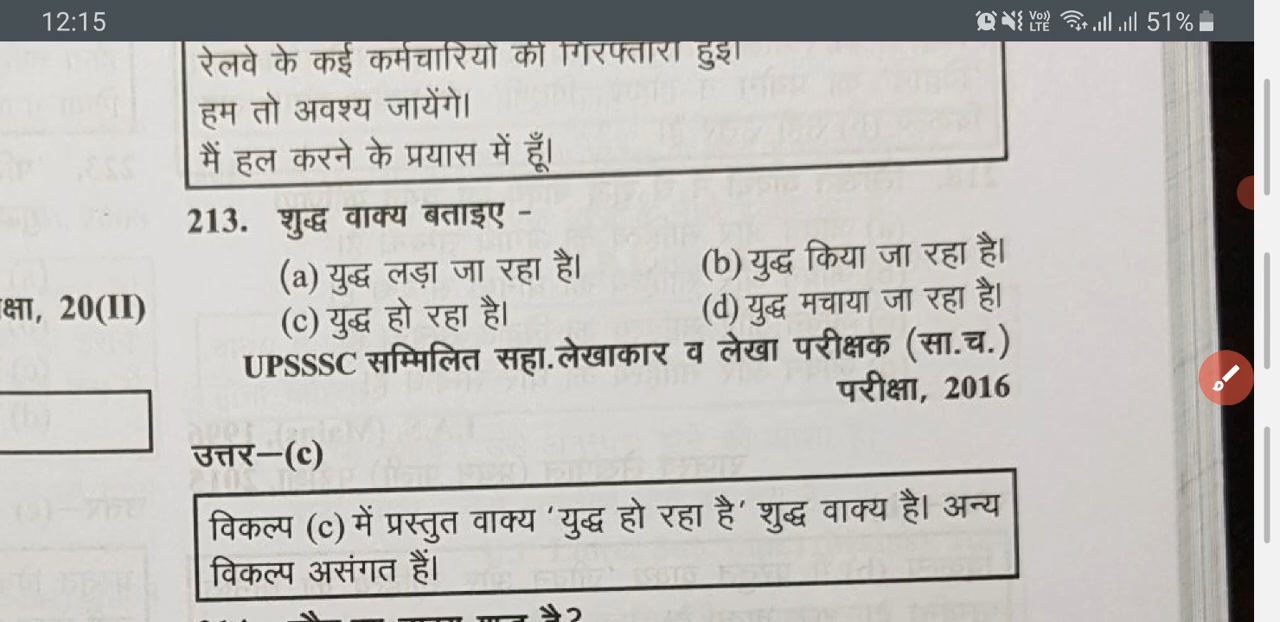 12:15
Vo)) LTE 51%
रेलवे के कई कर्मचारियों की गिरफ्तारी हुई।
हम तो अवश्य जायेंगे।
मैं हल करने के प्रयास में हूँ।
213. शुद्ध वाक्य बताइए -
(a) युद्ध लड़ा जा रहा है। (b) युद्ध किया जा रहा है।
(c) युद्ध हो रहा है। (d) युद्ध मचाया जा रहा है।
UPSSSC सम्मिलित सहा.लेखाकार व लेखा परीक्षक (सा.च.)
परीक्षा, 2016
20(II)
उत्तर–(c)
विकल्प (c) में प्रस्तुत वाक्य ‘युद्ध हो रहा है’ शुद्ध वाक्य है। अन्य
विकल्प असंगत हैं।